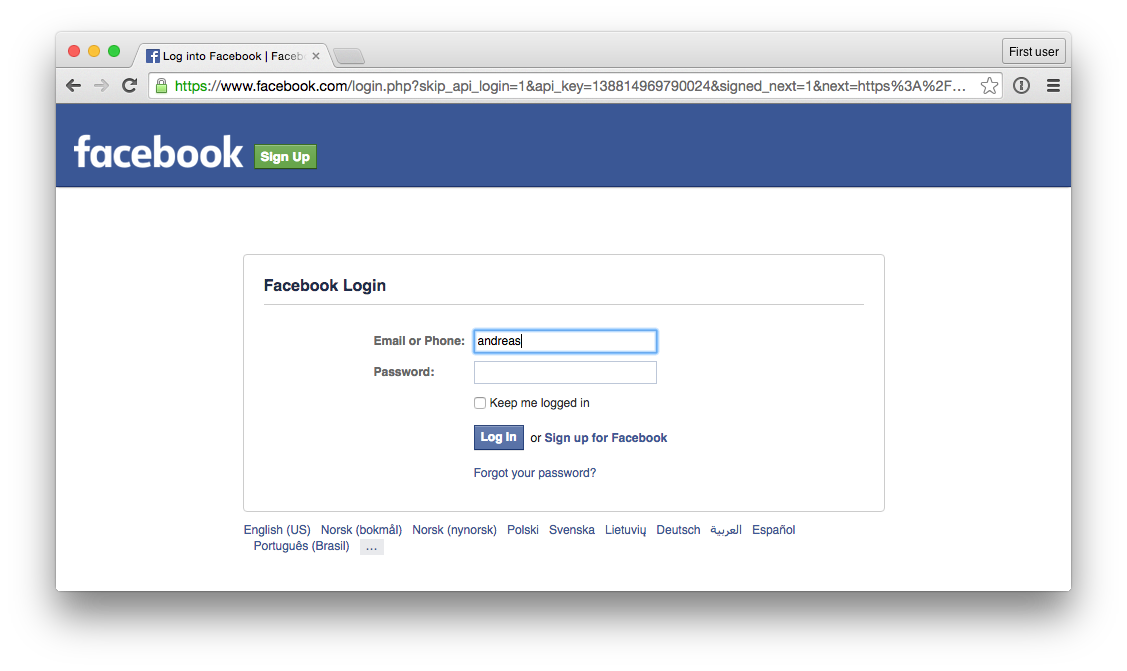 Log into Facebook | Faceb
First user
https://www.facebook.com/login.php?skip_api_login=1&api_key=138814969790024&signed_next=1&next=https%3A%2F...
facebook Sign Up
Facebook Login
Email or Phone: andreas
Password:
Keep me logged in
Log In or Sign up for Facebook
Forgot your password?
English (US) Norsk (bokmål) Norsk (nynorsk) Polski Svenska Lietuvių Deutsch العربية Español
Português (Brasil) ...